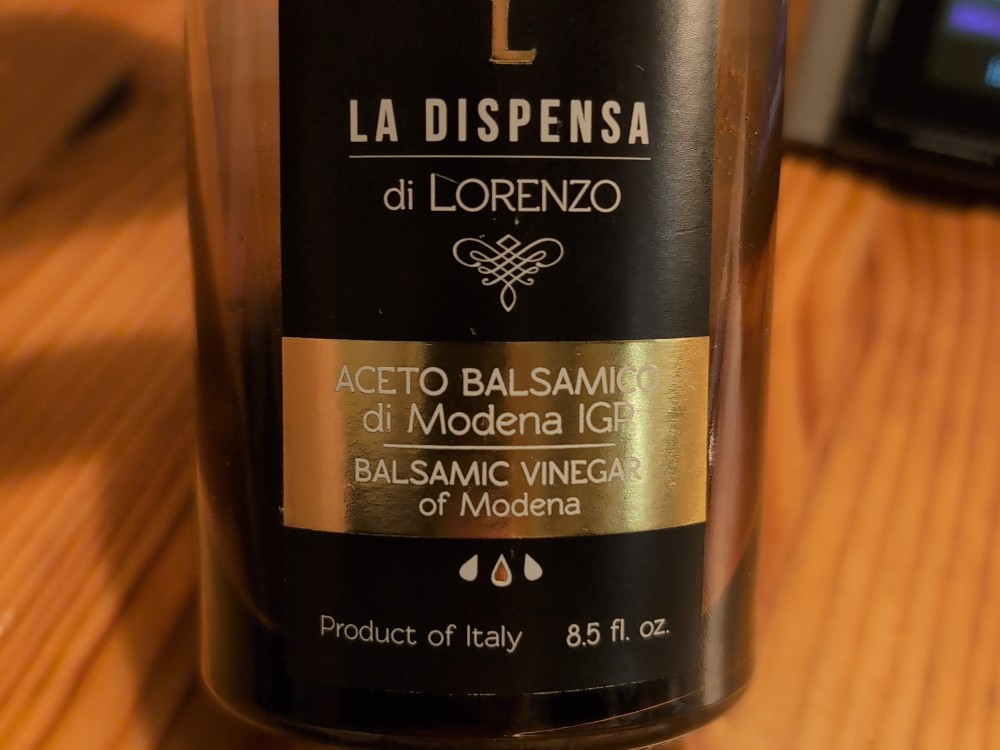 L
LA DISPENSA
di LORENZO
ACETO BALSAMICO
di Modena IGP
BALSAMIC VINEGAR
of Modena
Product of Italy 8.5 fl. oz.